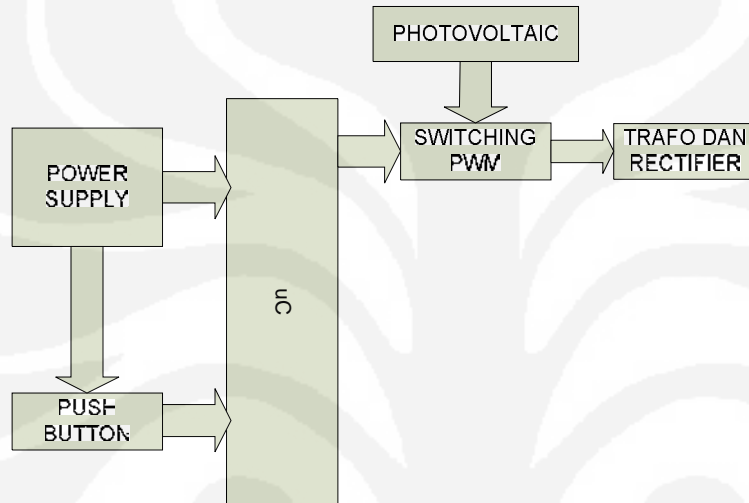 PHOTOVOLTAIC
SWITCHING
PWM
TRAFO DAN
RECTIFIER
POWER
SUPPLY
uC
PUSH
BUTTON